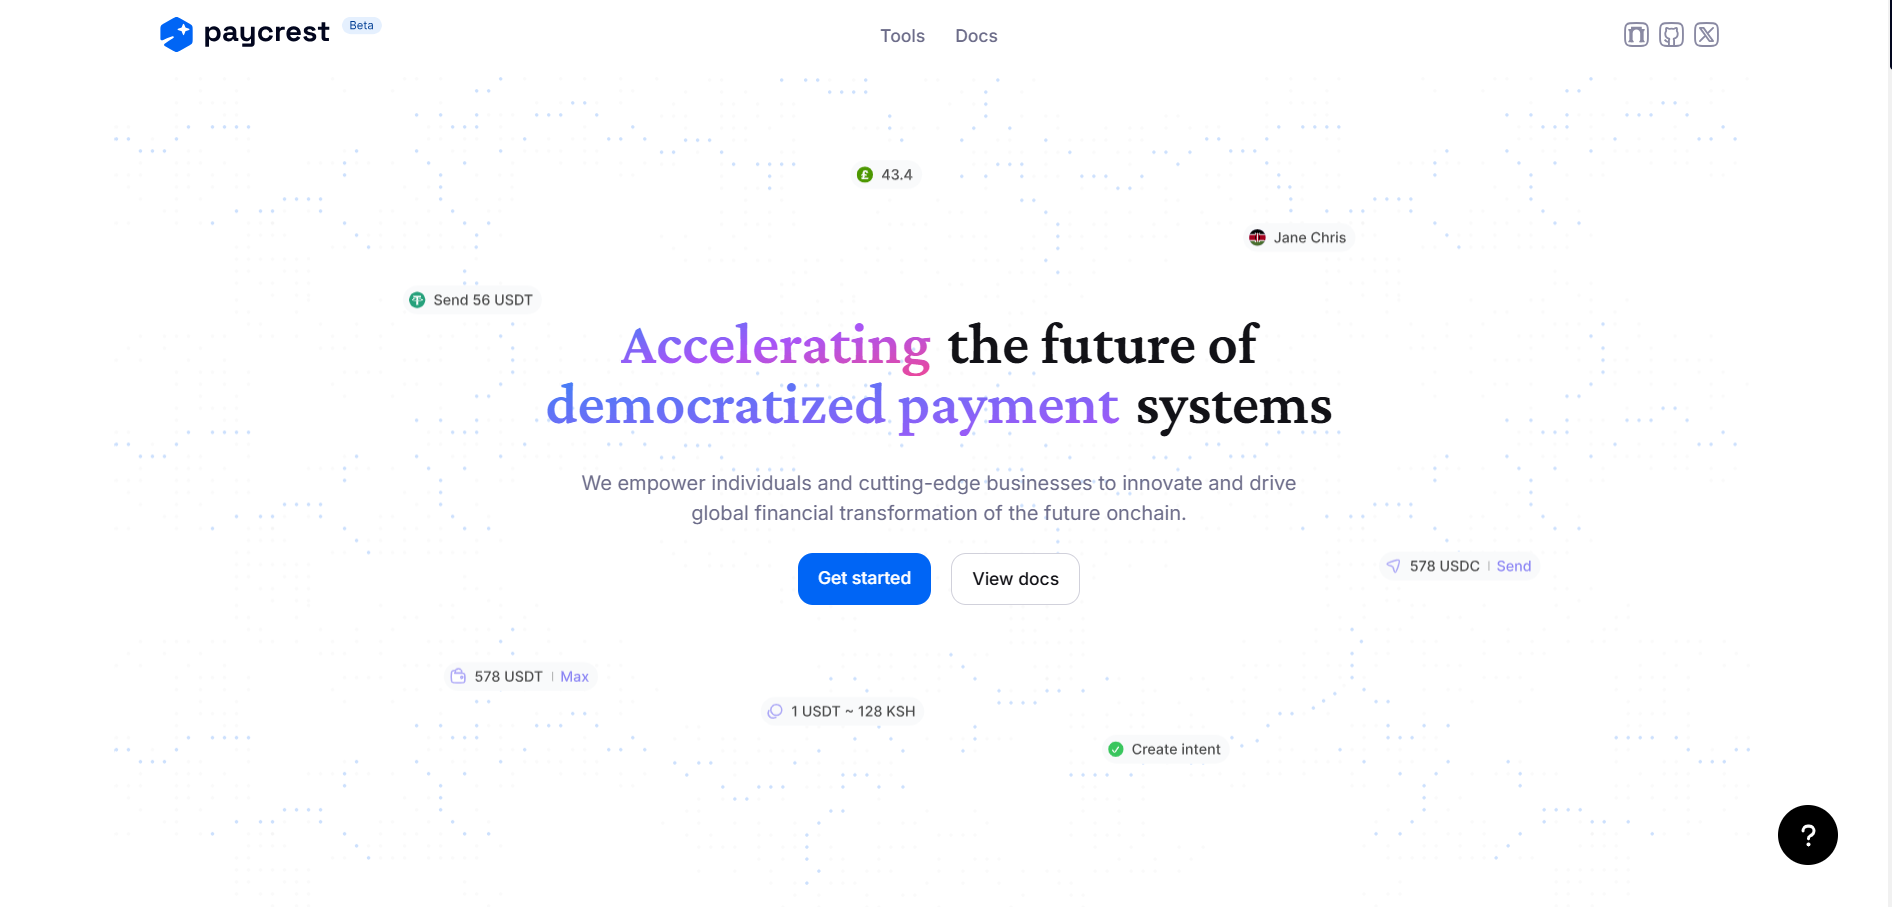 paycrest Beta
Tools Docs
£ 43.4
Jane Chris
Send 56 USDT
Accelerating the future of
democratized payment systems
We empower individuals and cutting-edge businesses to innovate and drive
global financial transformation of the future onchain.
Get started View docs
578 USDC | Send
578 USDT | Max
1 USDT ~ 128 KSH
Create intent
?